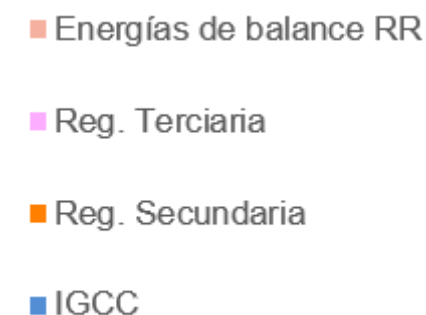 Energías de balance RR
Reg. Terciaria
Reg. Secundaria
IGCC